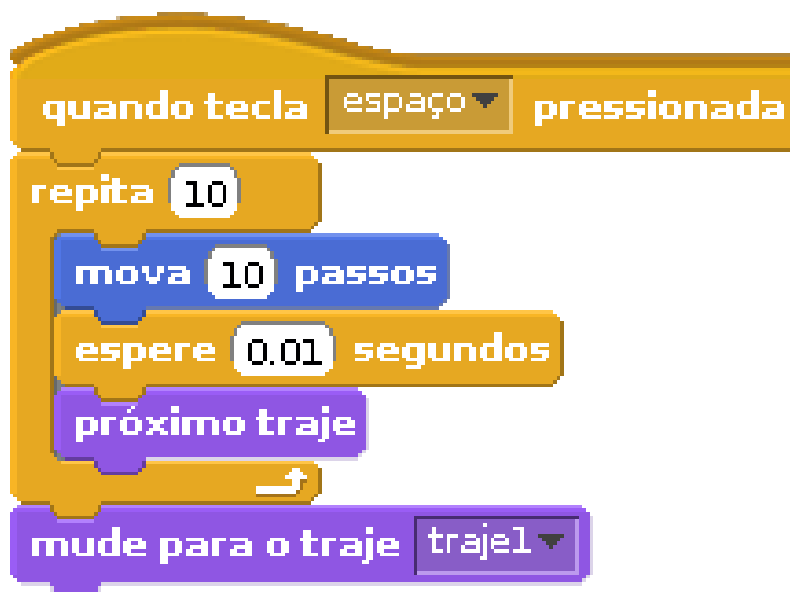 quando tecla espaço pressionada
repita 10
mova 10 passos
espere 0.01 segundos
próximo traje
mude para o traje traje1